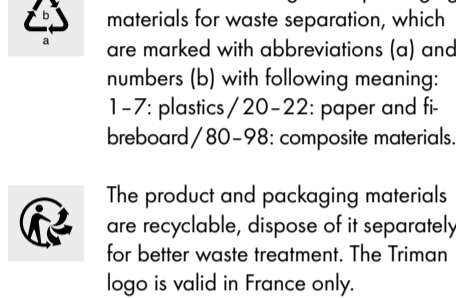 b
a
materials for waste separation, which
are marked with abbreviations (a) and
numbers (b) with following meaning:
1–7: plastics / 20–22: paper and fi-
breboard / 80–98: composite materials.
The product and packaging materials
are recyclable, dispose of it separately
for better waste treatment. The Triman
logo is valid in France only.